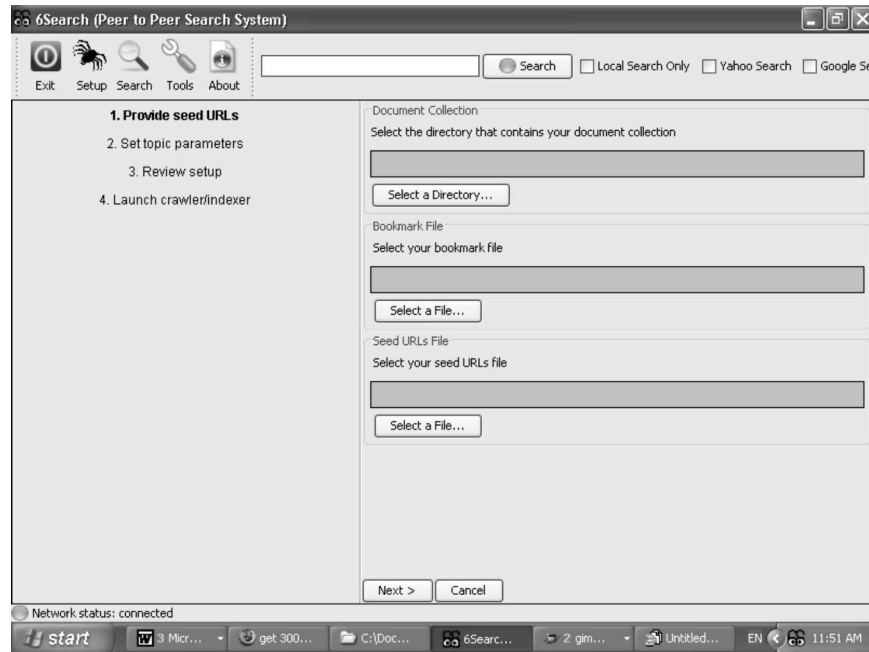 6Search (Peer to Peer Search System)
Search Local Search Only Yahoo Search Google Se
Exit Setup Search Tools About
1. Provide seed URLs
2. Set topic parameters
3. Review setup
4. Launch crawler/indexer
Document Collection
Select the directory that contains your document collection
Select a Directory...
Bookmark File
Select your bookmark file
Select a File...
Seed URLs File
Select your seed URLs file
Select a File...
Next > Cancel
Network status: connected
start 3 Micr... get 300... C:\Doc... 6Searc... 2 gim... Untitled... EN 11:51 AM